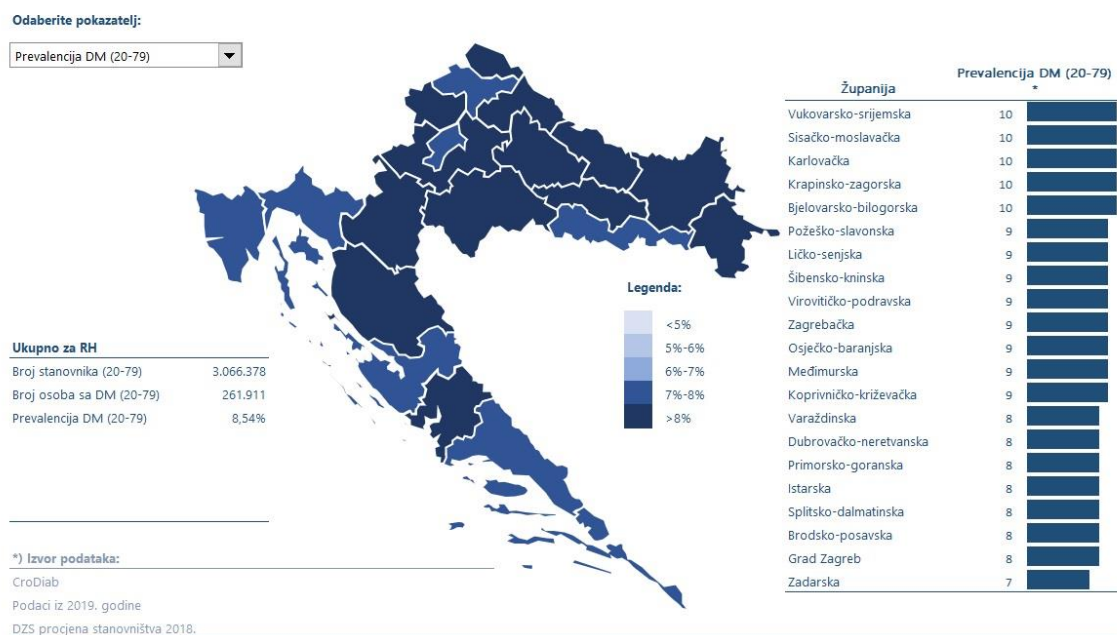 Odaberite pokazatelj:
Prevalencija DM (20-79)
Ukupno za RH
Broj stanovnika (20-79) 3.066.378
Broj osoba sa DM (20-79) 261.911
Prevalencija DM (20-79) 8,54%
*) Izvor podataka:
CroDiab
Podaci iz 2019. godine
DZS procjena stanovništva 2018.
Legenda:
<5%
5%-6%
6%-7%
7%-8%
>8%
Prevalencija DM (20-79)
Županija *
Vukovarsko-srijemska 10
Sisačko-moslavačka 10
Karlovačka 10
Krapinsko-zagorska 10
Bjelovarsko-bilogorska 10
Požeško-slavonska 9
Ličko-senjska 9
Šibensko-kninska 9
Virovitičko-podravska 9
Zagrebačka 9
Osječko-baranjska 9
Međimurska 9
Koprivničko-križevačka 9
Varaždinska 8
Dubrovačko-neretvanska 8
Primorsko-goranska 8
Istarska 8
Splitsko-dalmatinska 8
Brodsko-posavska 8
Grad Zagreb 8
Zadarska 7